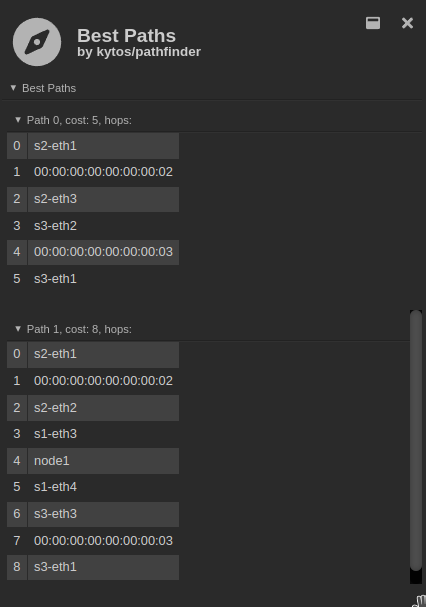 Best Paths
by kytos/pathfinder
Best Paths
Path 0, cost: 5, hops:
0 s2-eth1
1 00:00:00:00:00:00:00:02
2 s2-eth3
3 s3-eth2
4 00:00:00:00:00:00:00:03
5 s3-eth1
Path 1, cost: 8, hops:
0 s2-eth1
1 00:00:00:00:00:00:00:02
2 s2-eth2
3 s1-eth3
4 node1
5 s1-eth4
6 s3-eth3
7 00:00:00:00:00:00:00:03
8 s3-eth1